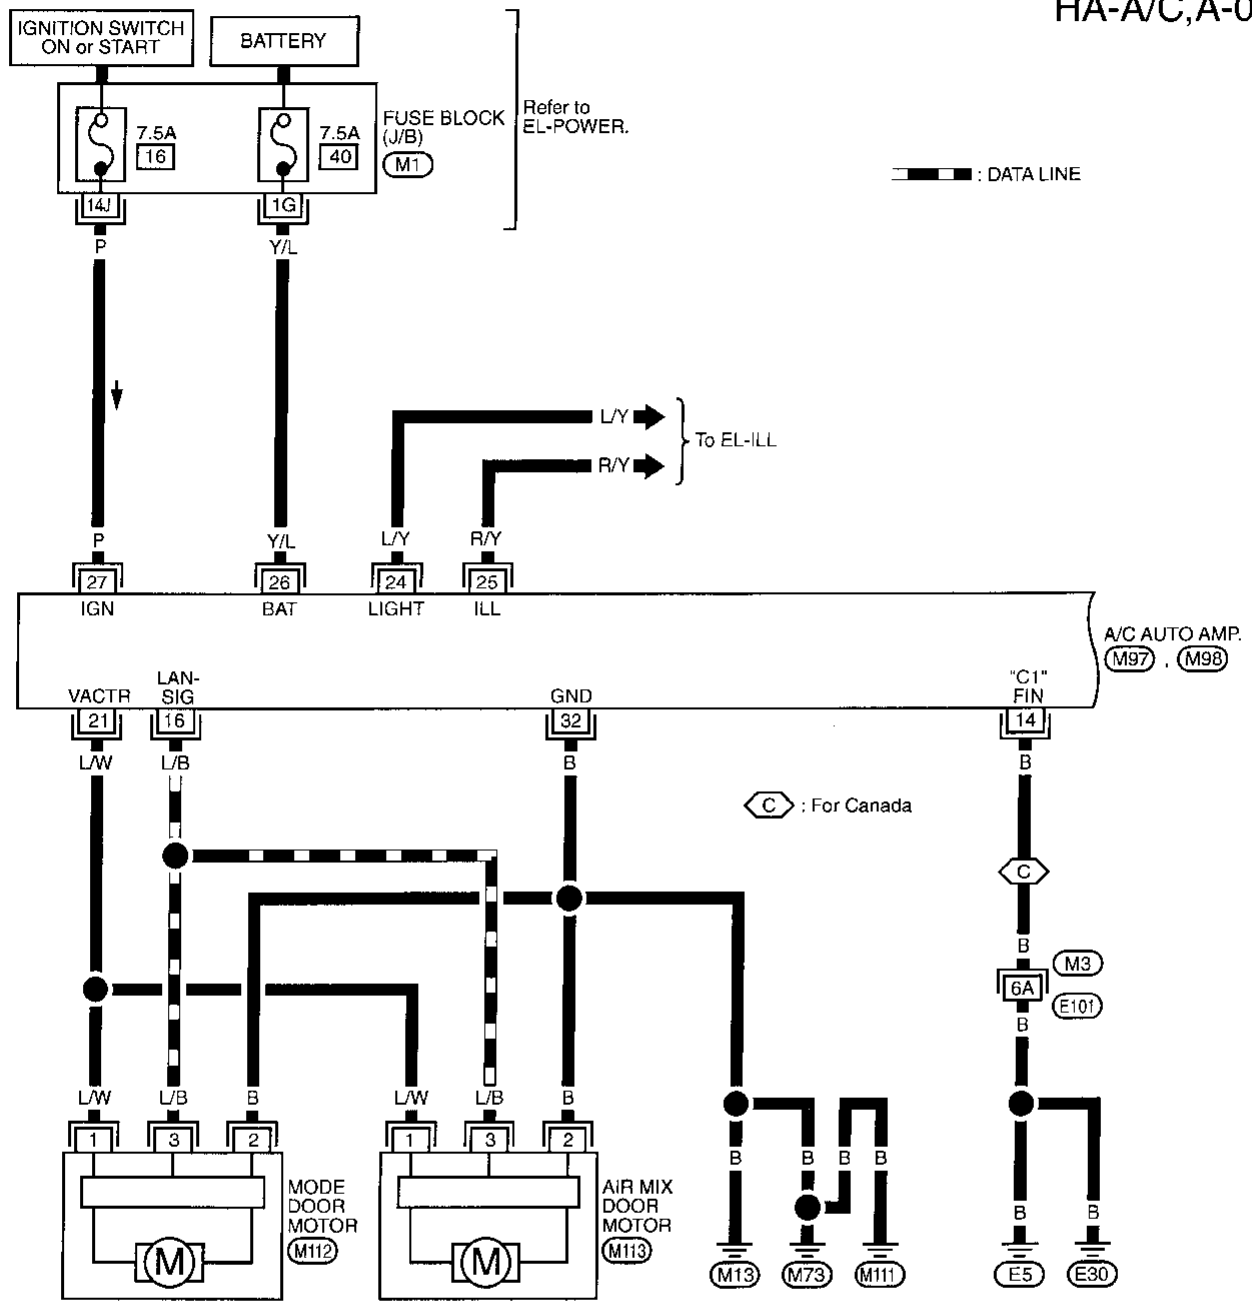 HA-A/C,A-0
IGNITION SWITCH
ON or START
BATTERY
7.5A
16
7.5A
40
FUSE BLOCK
(J/B)
M1
Refer to
EL-POWER.
: DATA LINE
14J
1G
P
Y/L
L/Y
R/Y
To EL-ILL
P
Y/L
L/Y
R/Y
27
26
24
25
IGN
BAT
LIGHT
ILL
A/C AUTO AMP.
M97 , M98
VACTR
LAN-
SIG
GND
"C1"
FIN
21
16
32
14
L/W
L/B
B
B
C : For Canada
C
B
M3
6A
E101
B
L/W
L/B
B
L/W
L/B
B
1
3
2
1
3
2
B
B
B
B
B
B
MODE
DOOR
MOTOR
M112
M
AIR MIX
DOOR
MOTOR
M113
M
M13
M73
M111
E5
E30